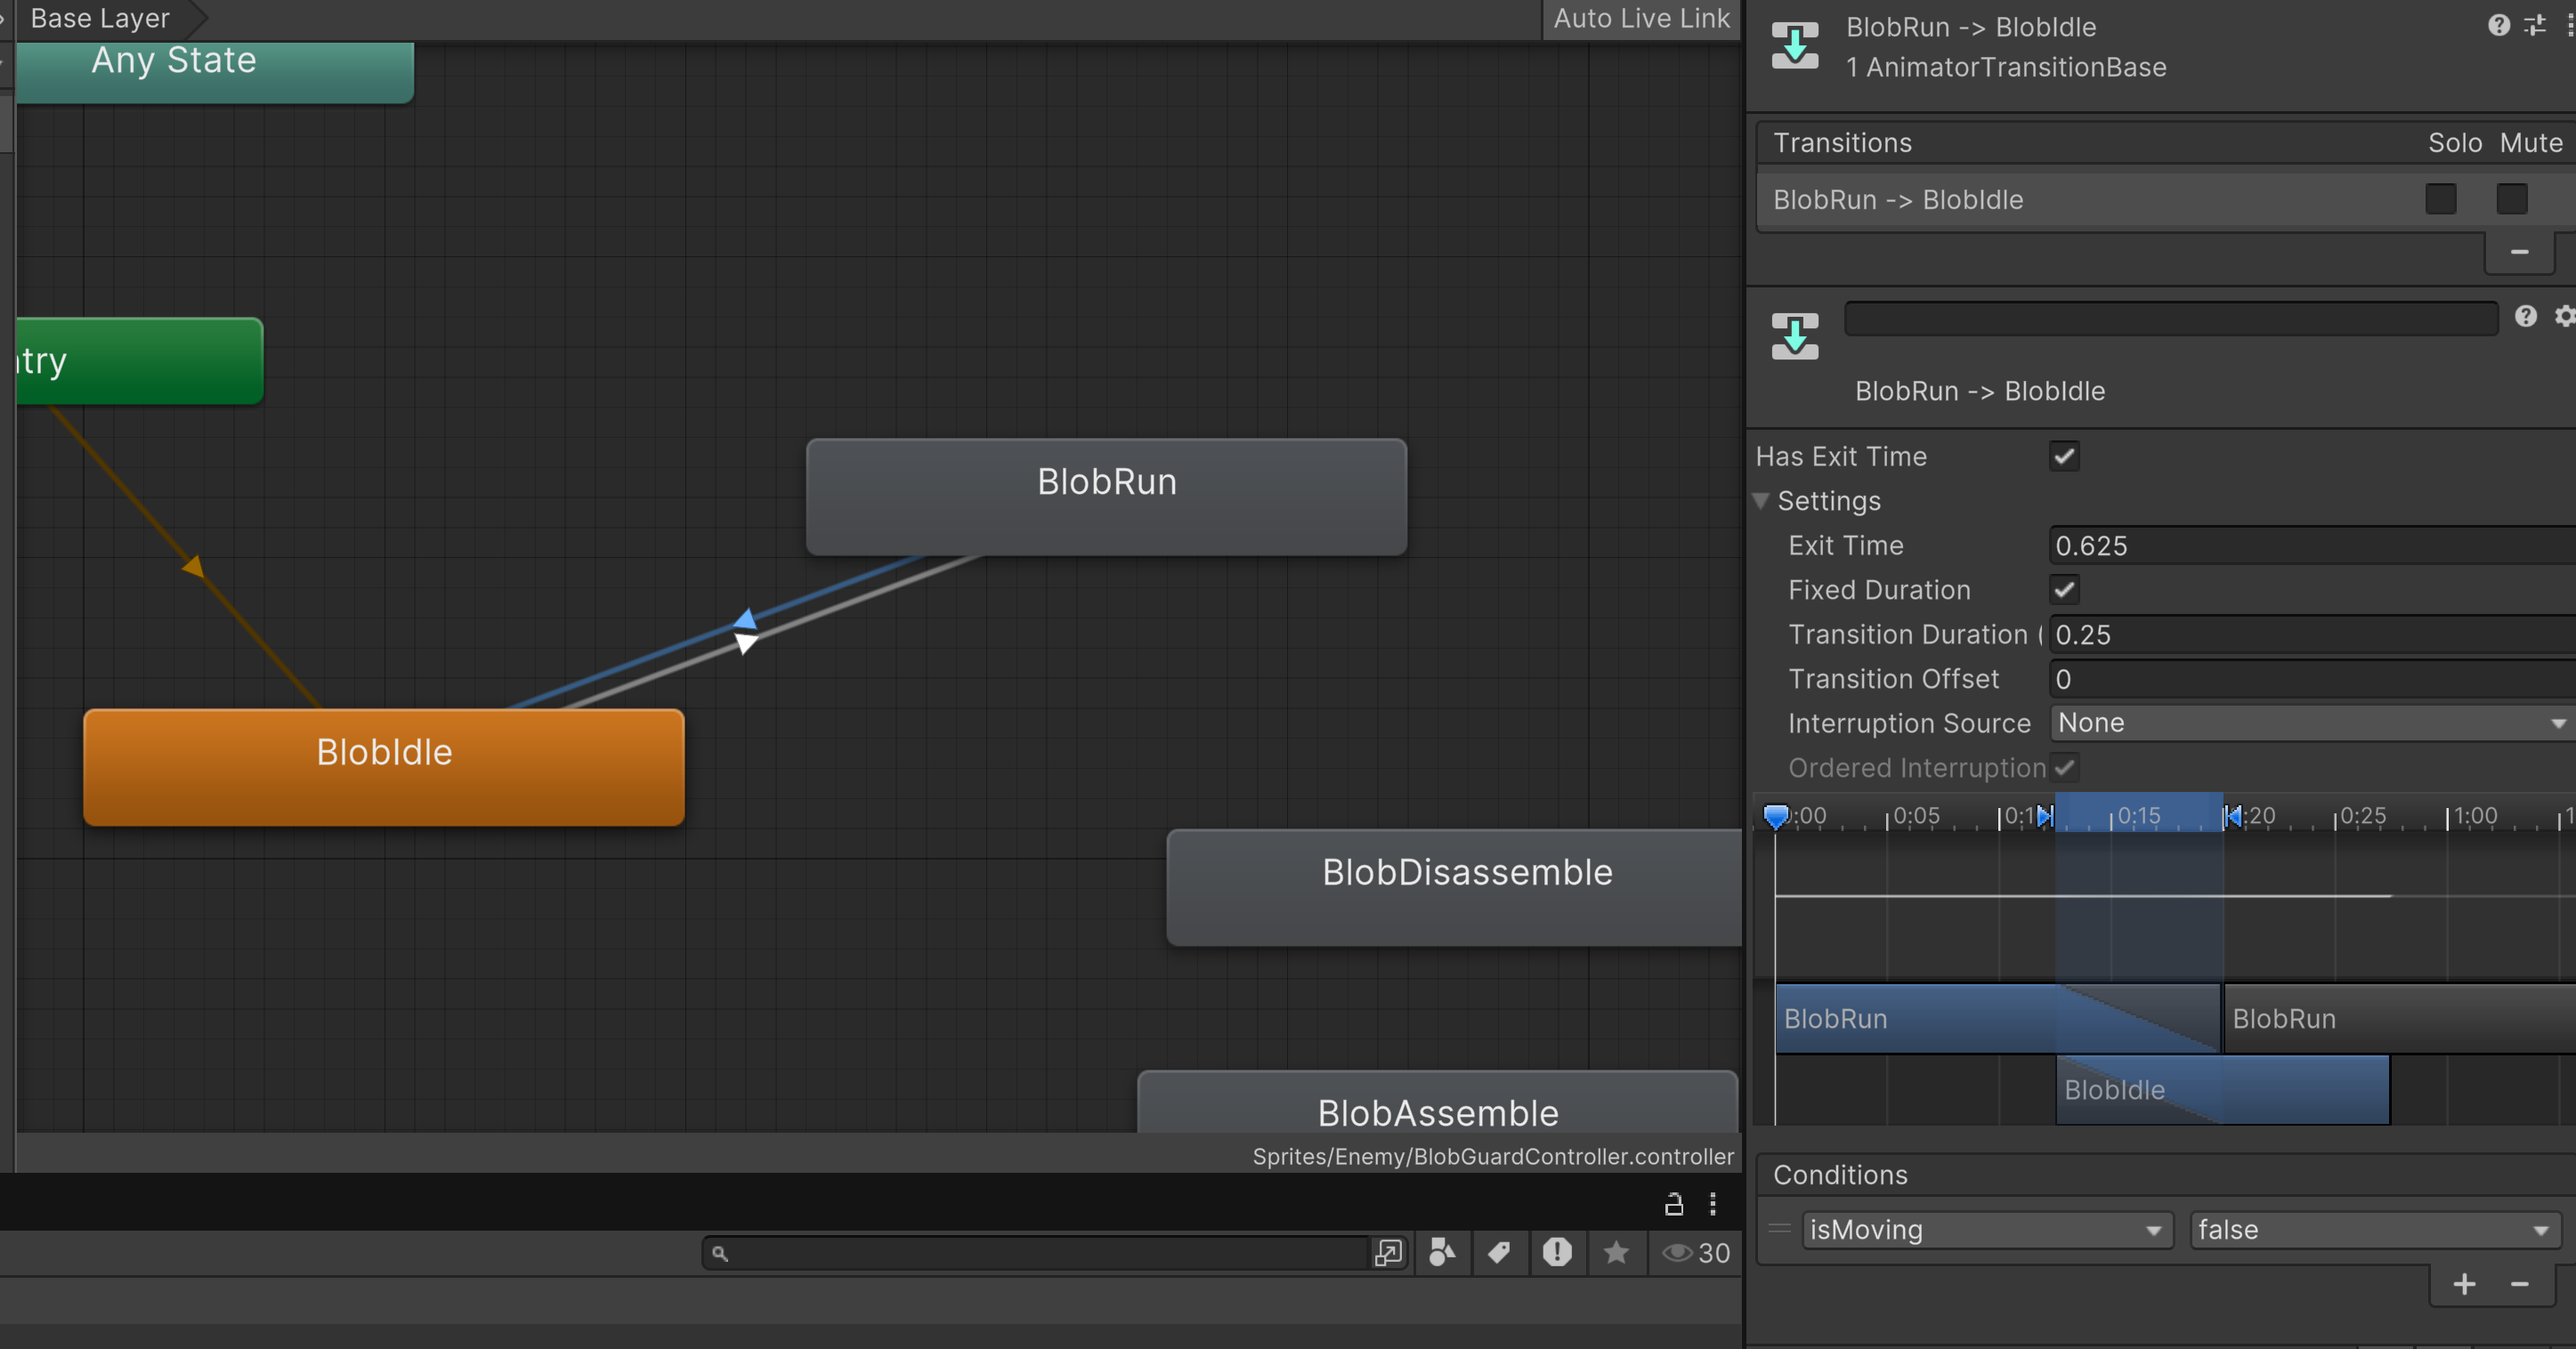 Base Layer
Auto Live Link
Any State
try
BlobRun
BlobIdle
BlobDisassemble
BlobAssemble
Sprites/Enemy/BlobGuardController.controller
30
BlobRun -> BlobIdle
1 AnimatorTransitionBase
Transitions Solo Mute
BlobRun -> BlobIdle
BlobRun -> BlobIdle
Has Exit Time
Settings
Exit Time 0.625
Fixed Duration
Transition Duration ( 0.25
Transition Offset 0
Interruption Source None
Ordered Interruption
:00 0:05 0:1 0:15 :20 0:25 1:00 1
BlobRun BlobRun
BlobIdle
Conditions
isMoving false